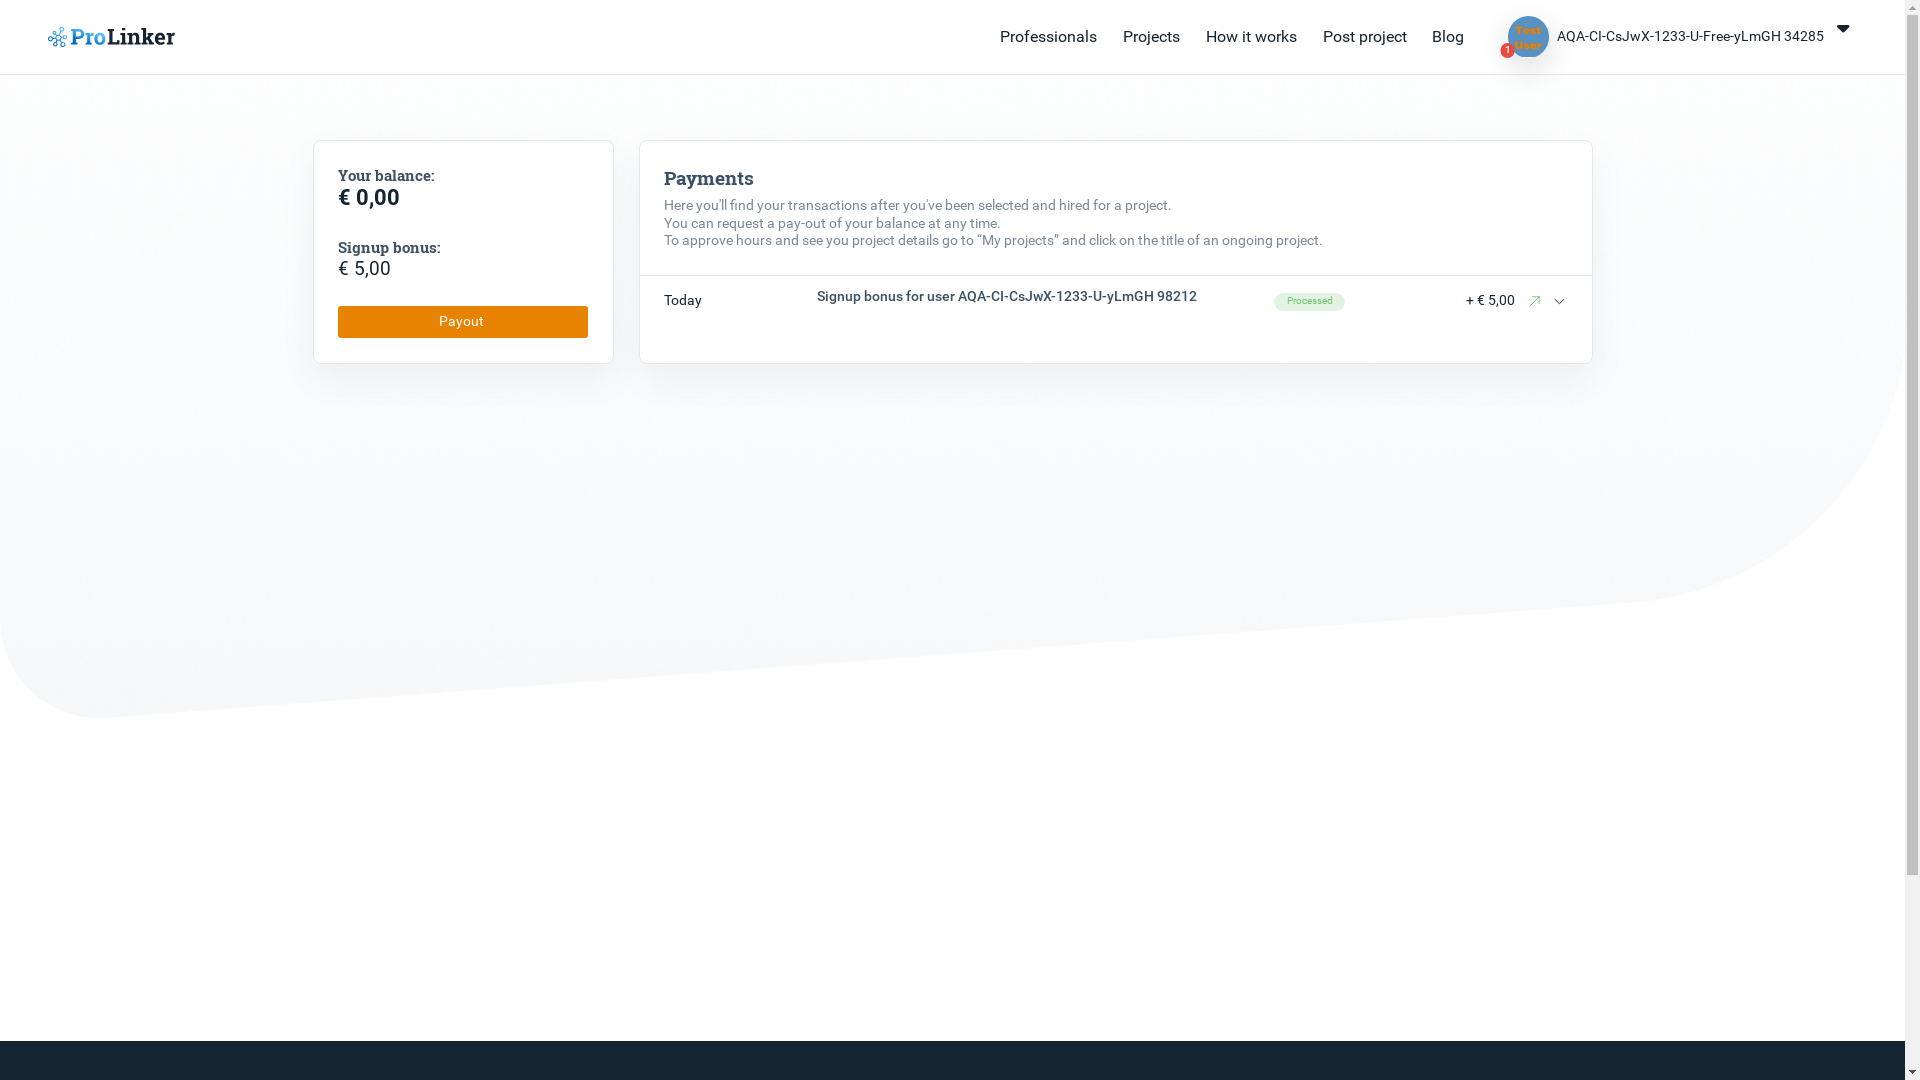 ProLinker
Professionals
Projects
How it works
Post project
Blog
Test
User
1
AQA-CI-CsJwX-1233-U-Free-yLmGH 34285
Your balance:
€ 0,00
Signup bonus:
€ 5,00
Payout
Payments
Here you'll find your transactions after you've been selected and hired for a project.
You can request a pay-out of your balance at any time.
To approve hours and see you project details go to “My projects” and click on the title of an ongoing project.
Today
Signup bonus for user AQA-CI-CsJwX-1233-U-yLmGH 98212
Processed
+ € 5,00